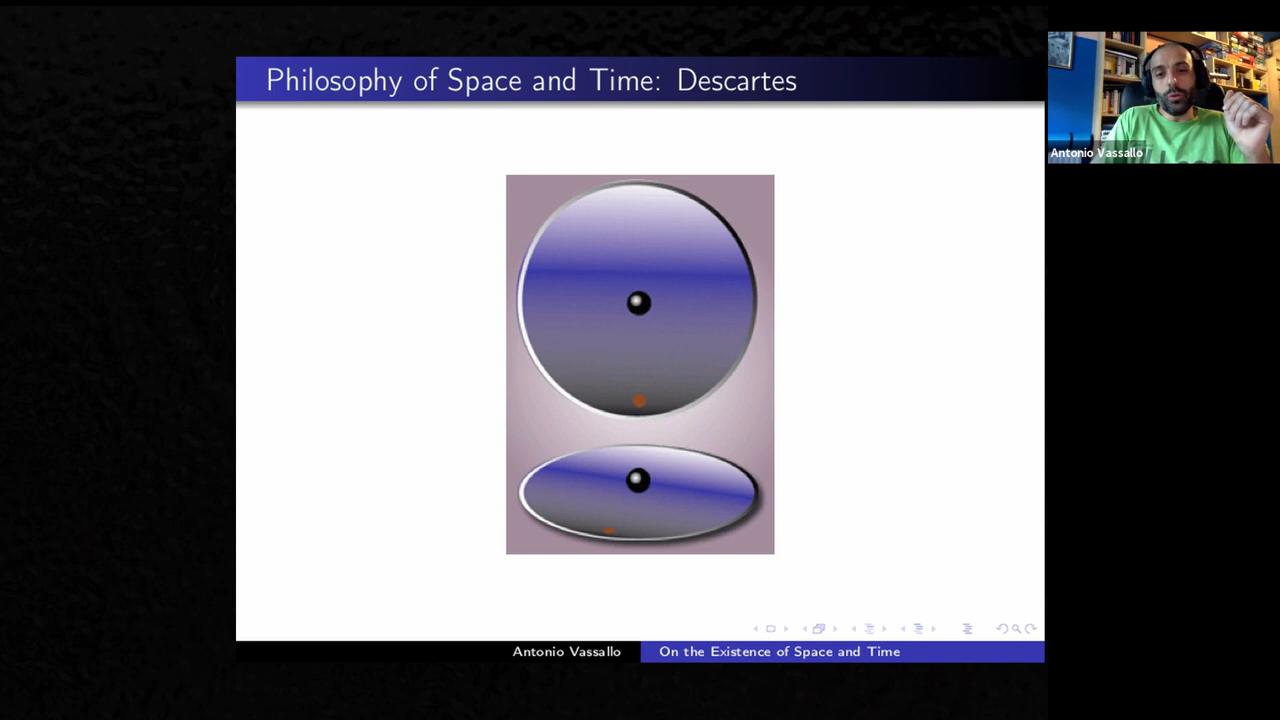 Philosophy of Space and Time: Descartes
Antonio Vassallo
Antonio Vassallo
On the Existence of Space and Time